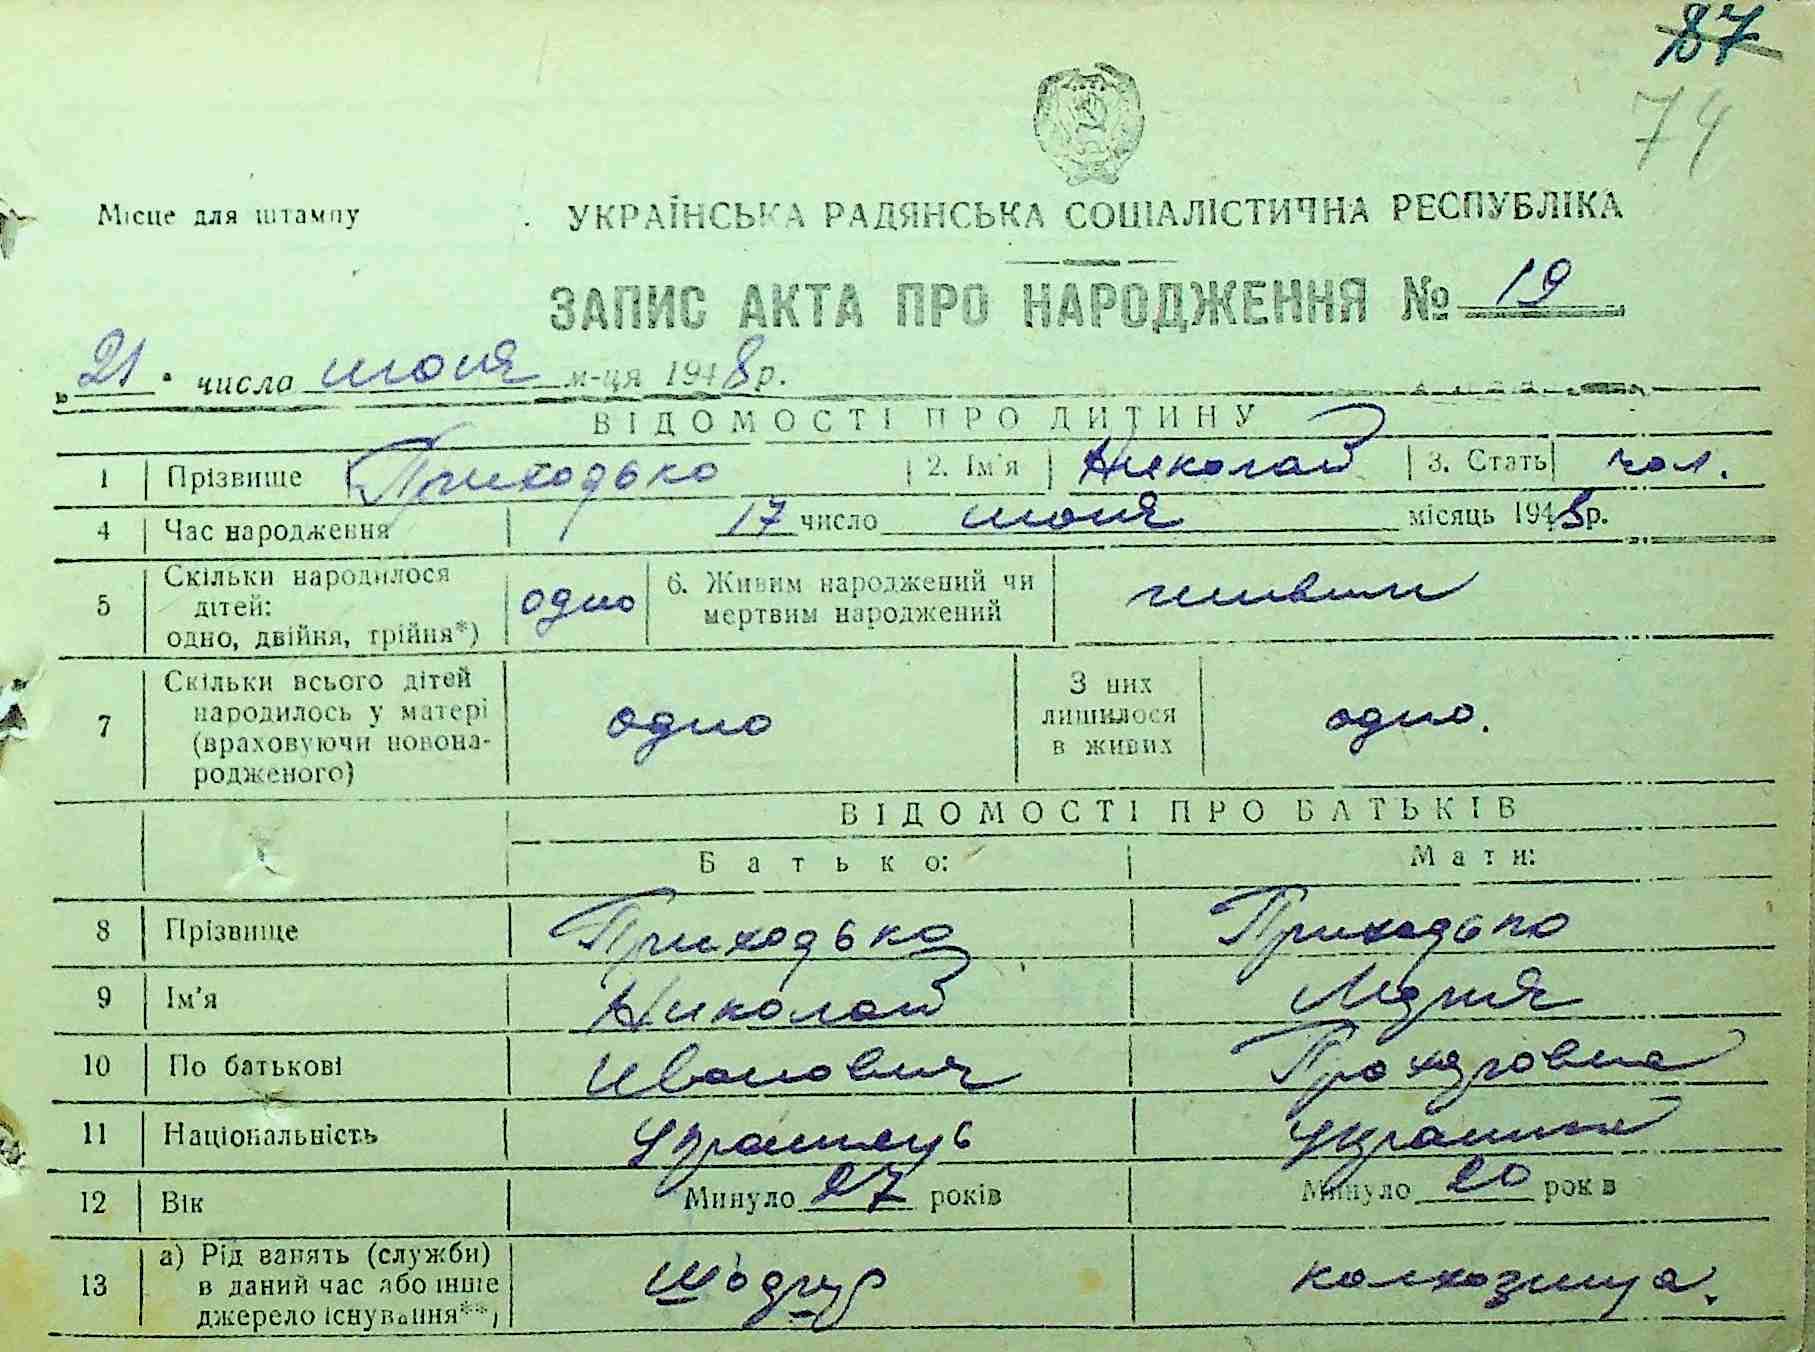 87
74
Місце для штампу
УКРАЇНСЬКА РАДЯНСЬКА СОЦІАЛІСТИЧНА РЕСПУБЛІКА
ЗАПИС АКТА ПРО НАРОДЖЕННЯ № 19
„21“ числа июня м-ця 1948 р.
ВІДОМОСТІ ПРО ДИТИНУ
1 Прізвище Приходько 2. Ім'я Николай 3. Стать чол.
4 Час народження 17 число июня місяць 1948 р.
5 Скільки народилося дітей: одно, двійня, трійня*) одно 6. Живим народжений чи мертвим народжений живым
7 Скільки всього дітей народилось у матері (враховуючи новонародженого) одно З них лишилося в живих одно.
ВІДОМОСТІ ПРО БАТЬКІВ
Батько: Мати:
8 Прізвище Приходько Приходько
9 Ім'я Николай Мария
10 По батькові Иванович Прохоровна
11 Національність Украинець Украинка
12 Вік Минуло 27 років Минуло 20 років
13 а) Рід занять (служби) в даний час або інше джерело існування**) колхозница.